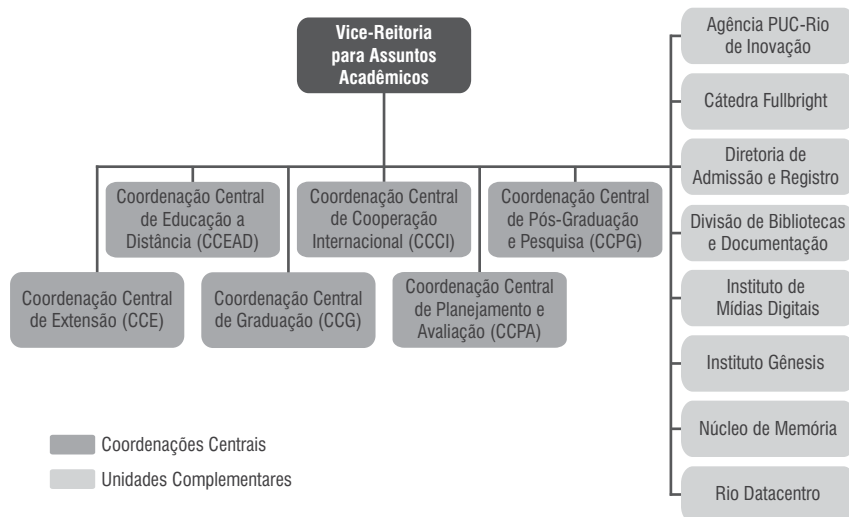 Vice-Reitoria
para Assuntos
Acadêmicos
Coordenação Central
de Educação a
Distância (CCEAD)
Coordenação Central
de Cooperação
Internacional (CCCI)
Coordenação Central
de Pós-Graduação
e Pesquisa (CCPG)
Coordenação Central
de Extensão (CCE)
Coordenação Central
de Graduação (CCG)
Coordenação Central
de Planejamento e
Avaliação (CCPA)
Agência PUC-Rio
de Inovação
Cátedra Fullbright
Diretoria de
Admissão e Registro
Divisão de Bibliotecas
e Documentação
Instituto de
Mídias Digitais
Instituto Gênesis
Núcleo de Memória
Rio Datacentro
Coordenações Centrais
Unidades Complementares